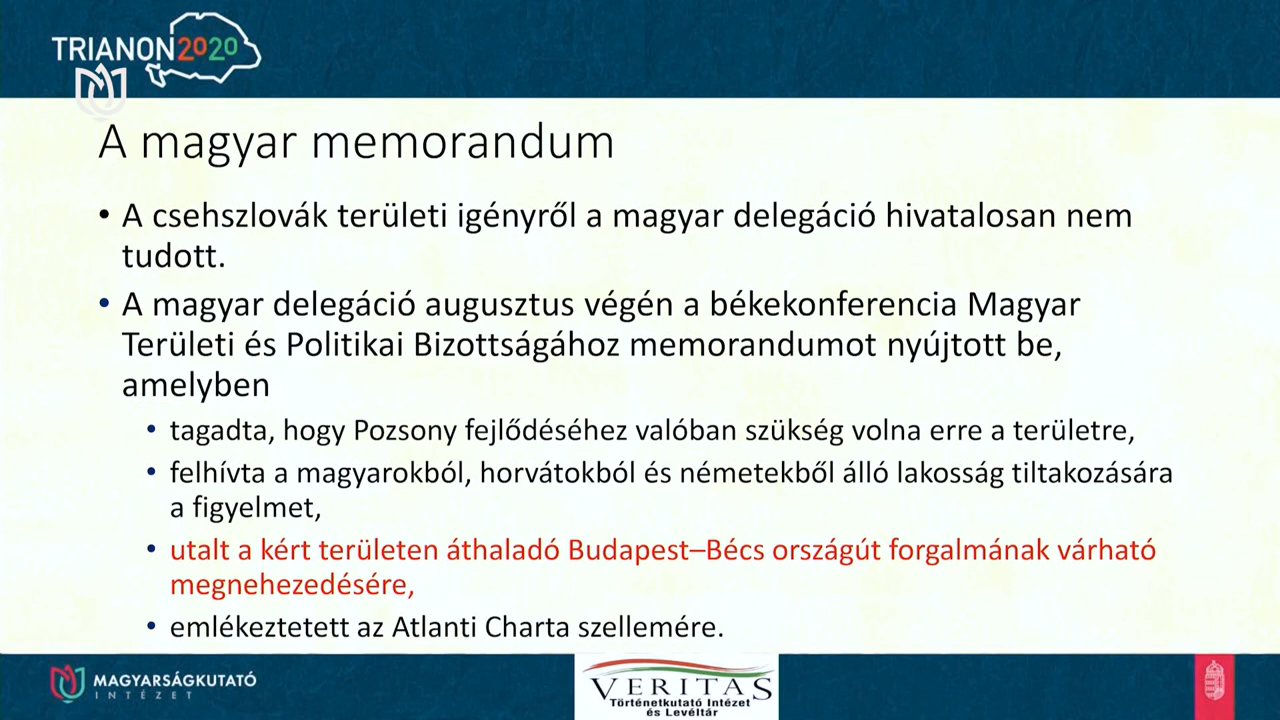 TRIANON2020
A magyar memorandum
• A csehszlovák területi igényről a magyar delegáció hivatalosan nem
tudott.
• A magyar delegáció augusztus végén a békekonferencia Magyar
Területi és Politikai Bizottságához memorandumot nyújtott be,
amelyben
• tagadta, hogy Pozsony fejlődéséhez valóban szükség volna erre a területre,
• felhívta a magyarokból, horvátokból és németekből álló lakosság tiltakozására
a figyelmet,
• utalt a kért területen áthaladó Budapest–Bécs országút forgalmának várható
megnehezedésére,
• emlékeztetett az Atlanti Charta szellemére.
MAGYARSÁGKUTATÓ
INTÉZET
VERITAS
Történetkutató Intézet
és Levéltár